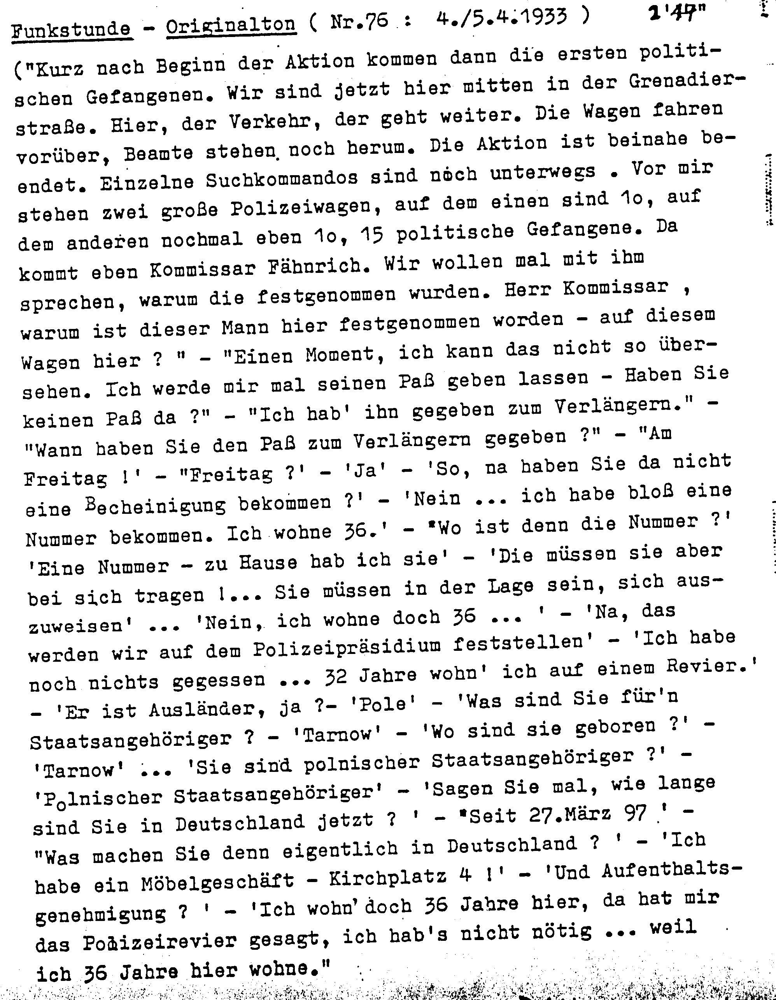 Funkstunde - Originalton ( Nr.76 : 4./5.4.1933 ) 2'47"
("Kurz nach Beginn der Aktion kommen dann die ersten politi-
schen Gefangenen. Wir sind jetzt hier mitten in der Grenadier-
straße. Hier, der Verkehr, der geht weiter. Die Wagen fahren
vorüber, Beamte stehen noch herum. Die Aktion ist beinahe be-
endet. Einzelne Suchkommandos sind noch unterwegs . Vor mir
stehen zwei große Polizeiwagen, auf dem einen sind 1o, auf
dem anderen nochmal eben 1o, 15 politische Gefangene. Da
kommt eben Kommissar Fähnrich. Wir wollen mal mit ihm
sprechen, warum die festgenommen wurden. Herr Kommissar ,
warum ist dieser Mann hier festgenommen worden - auf diesem
Wagen hier ? " - "Einen Moment, ich kann das nicht so über-
sehen. Ich werde mir mal seinen Paß geben lassen - Haben Sie
keinen Paß da ?" - "Ich hab' ihn gegeben zum Verlängern." -
"Wann haben Sie den Paß zum Verlängern gegeben ?" - "Am
Freitag !' - "Freitag ?' - 'Ja' - 'So, na haben Sie da nicht
eine Becheinigung bekommen ?' - 'Nein ... ich habe bloß eine
Nummer bekommen. Ich wohne 36.' - "Wo ist denn die Nummer ?'
'Eine Nummer - zu Hause hab ich sie' - 'Die müssen sie aber
bei sich tragen !... Sie müssen in der Lage sein, sich aus-
zuweisen' ... 'Nein, ich wohne doch 36 ... ' - 'Na, das
werden wir auf dem Polizeipräsidium feststellen' - 'Ich habe
noch nichts gegessen ... 32 Jahre wohn' ich auf einem Revier.'
- 'Er ist Ausländer, ja ?- 'Pole' - 'Was sind Sie für'n
Staatsangehöriger ? - 'Tarnow' - 'Wo sind sie geboren ?' -
'Tarnow' ... 'Sie sind polnischer Staatsangehöriger ?' -
'Polnischer Staatsangehöriger' - 'Sagen Sie mal, wie lange
sind Sie in Deutschland jetzt ? ' - "Seit 27.März 97 ' -
"Was machen Sie denn eigentlich in Deutschland ? ' - 'Ich
habe ein Möbelgeschäft - Kirchplatz 4 !' - 'Und Aufenthalts-
genehmigung ? ' - 'Ich wohn' doch 36 Jahre hier, da hat mir
das Polizeirevier gesagt, ich hab's nicht nötig ... weil
ich 36 Jahre hier wohne."